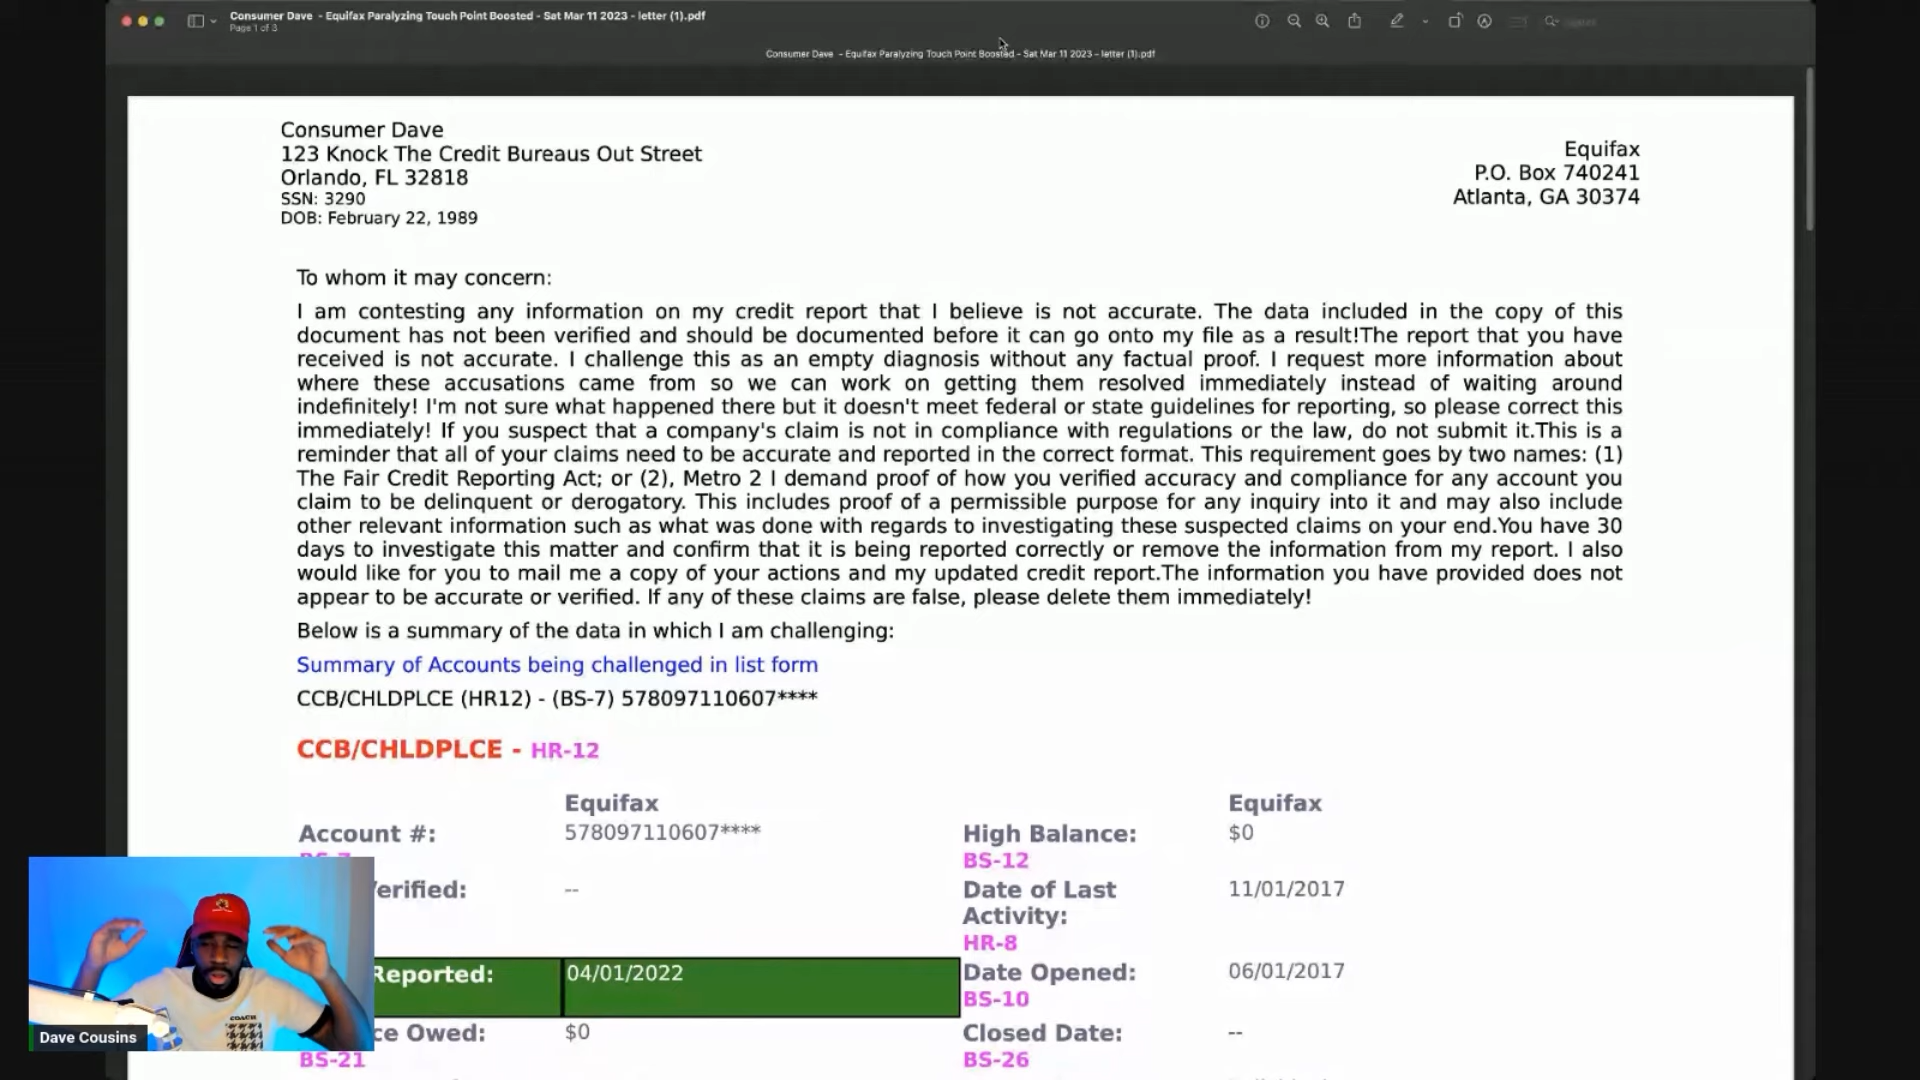 Consumer Dave - Equifax Paralyzing Touch Point Boosted - Sat Mar 11 2023 - letter (1).pdf
Page 1 of 3
Consumer Dave - Equifax Paralyzing Touch Point Boosted - Sat Mar 11 2023 - letter (1).pdf
Consumer Dave
123 Knock The Credit Bureaus Out Street
Orlando, FL 32818
SSN: 3290
DOB: February 22, 1989
Equifax
P.O. Box 740241
Atlanta, GA 30374
To whom it may concern:
I am contesting any information on my credit report that I believe is not accurate. The data included in the copy of this
document has not been verified and should be documented before it can go onto my file as a result!The report that you have
received is not accurate. I challenge this as an empty diagnosis without any factual proof. I request more information about
where these accusations came from so we can work on getting them resolved immediately instead of waiting around
indefinitely! I'm not sure what happened there but it doesn't meet federal or state guidelines for reporting, so please correct this
immediately! If you suspect that a company's claim is not in compliance with regulations or the law, do not submit it.This is a
reminder that all of your claims need to be accurate and reported in the correct format. This requirement goes by two names: (1)
The Fair Credit Reporting Act; or (2), Metro 2 I demand proof of how you verified accuracy and compliance for any account you
claim to be delinquent or derogatory. This includes proof of a permissible purpose for any inquiry into it and may also include
other relevant information such as what was done with regards to investigating these suspected claims on your end.You have 30
days to investigate this matter and confirm that it is being reported correctly or remove the information from my report. I also
would like for you to mail me a copy of your actions and my updated credit report.The information you have provided does not
appear to be accurate or verified. If any of these claims are false, please delete them immediately!
Below is a summary of the data in which I am challenging:
Summary of Accounts being challenged in list form
CCB/CHLDPLCE (HR12) - (BS-7) 578097110607****
CCB/CHLDPLCE - HR-12
Equifax Equifax
Account #: 578097110607**** High Balance: $0
BS-12
erified: -- Date of Last 11/01/2017
Activity:
HR-8
Reported: 04/01/2022 Date Opened: 06/01/2017
BS-10
ce Owed: $0 Closed Date: --
BS-21 BS-26
COACH
Dave Cousins